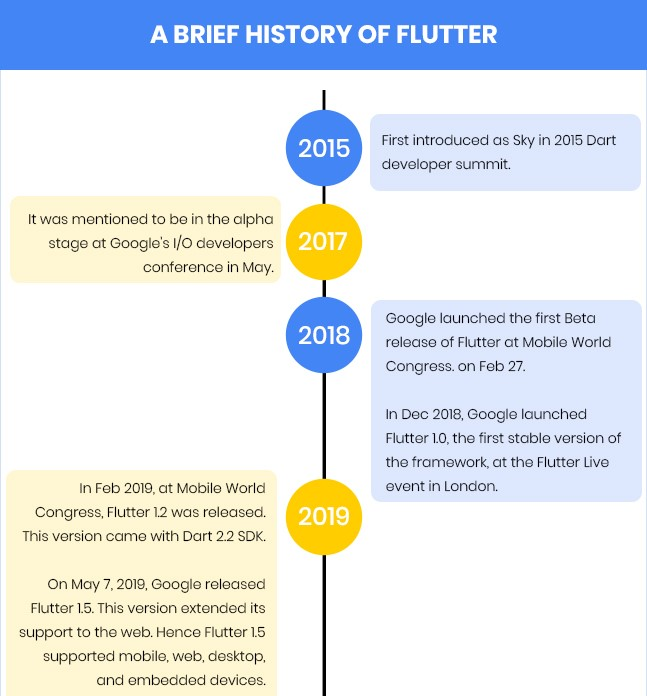 A BRIEF HISTORY OF FLUTTER
2015
First introduced as Sky in 2015 Dart
developer summit.
It was mentioned to be in the alpha
stage at Google's I/O developers
conference in May.
2017
2018
Google launched the first Beta
release of Flutter at Mobile World
Congress. on Feb 27.
In Dec 2018, Google launched
Flutter 1.0, the first stable version of
the framework, at the Flutter Live
event in London.
In Feb 2019, at Mobile World
Congress, Flutter 1.2 was released.
This version came with Dart 2.2 SDK.
2019
On May 7, 2019, Google released
Flutter 1.5. This version extended its
support to the web. Hence Flutter 1.5
supported mobile, web, desktop,
and embedded devices.